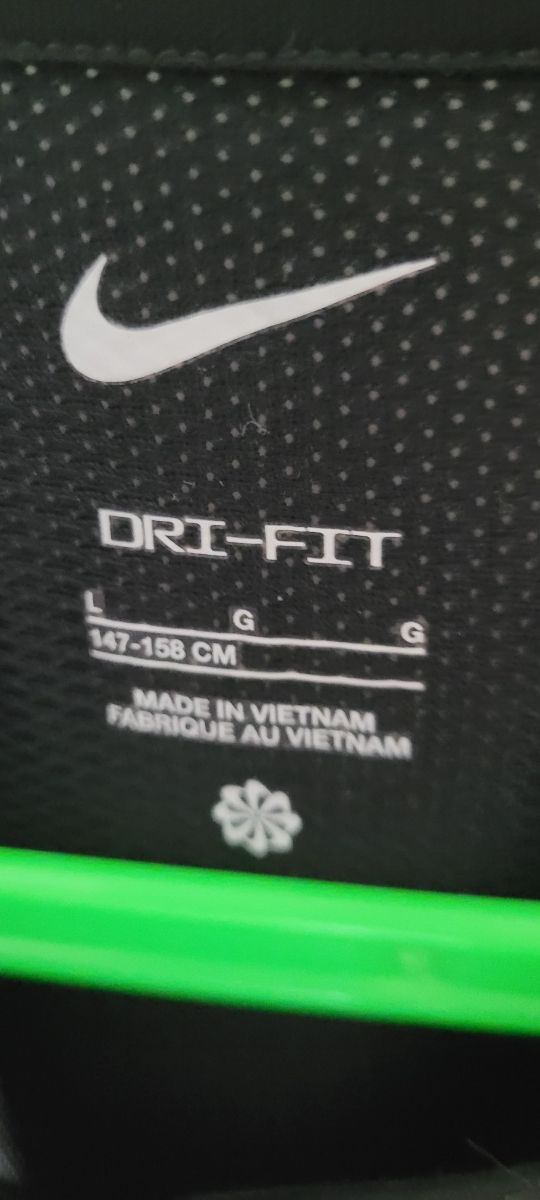 DRI-FIT
L G G
147-158 CM
MADE IN VIETNAM
FABRIQUE AU VIETNAM